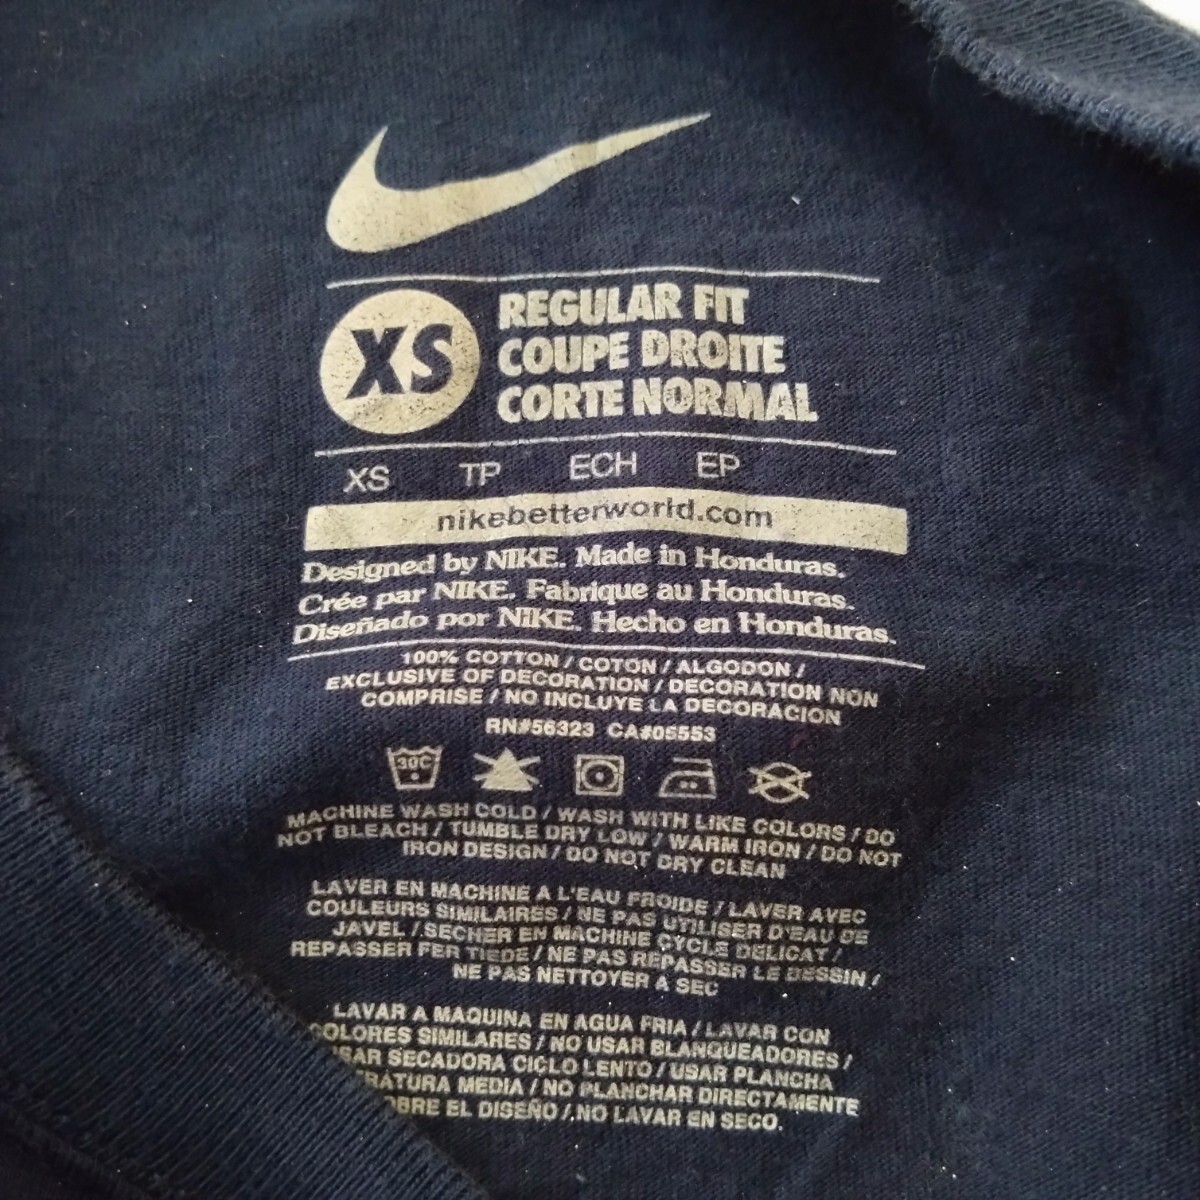 XS
REGULAR FIT
COUPE DROITE
CORTE NORMAL
XS TP ECH EP
nikebetterworld.com
Designed by NIKE. Made in Honduras.
Crée par NIKE. Fabrique au Honduras.
Diseñado por NIKE. Hecho en Honduras.
100% COTTON / COTON / ALGODON /
EXCLUSIVE OF DECORATION / DECORATION NON
COMPRISE / NO INCLUYE LA DECORACION
RN#56323 CA#05553
30C
MACHINE WASH COLD / WASH WITH LIKE COLORS / DO
NOT BLEACH / TUMBLE DRY LOW / WARM IRON / DO NOT
IRON DESIGN / DO NOT DRY CLEAN
LAVER EN MACHINE A L'EAU FROIDE / LAVER AVEC
COULEURS SIMILAIRES / NE PAS UTILISER D'EAU DE
JAVEL / SECHER EN MACHINE CYCLE DELICAT /
REPASSER FER TIEDE / NE PAS REPASSER LE DESSIN /
NE PAS NETTOYER A SEC
LAVAR A MAQUINA EN AGUA FRIA / LAVAR CON
COLORES SIMILARES / NO USAR BLANQUEADORES /
SAR SECADORA CICLO LENTO / USAR PLANCHA
RATURA MEDIA / NO PLANCHAR DIRECTAMENTE
BRE EL DISEÑO / NO LAVAR EN SECO.